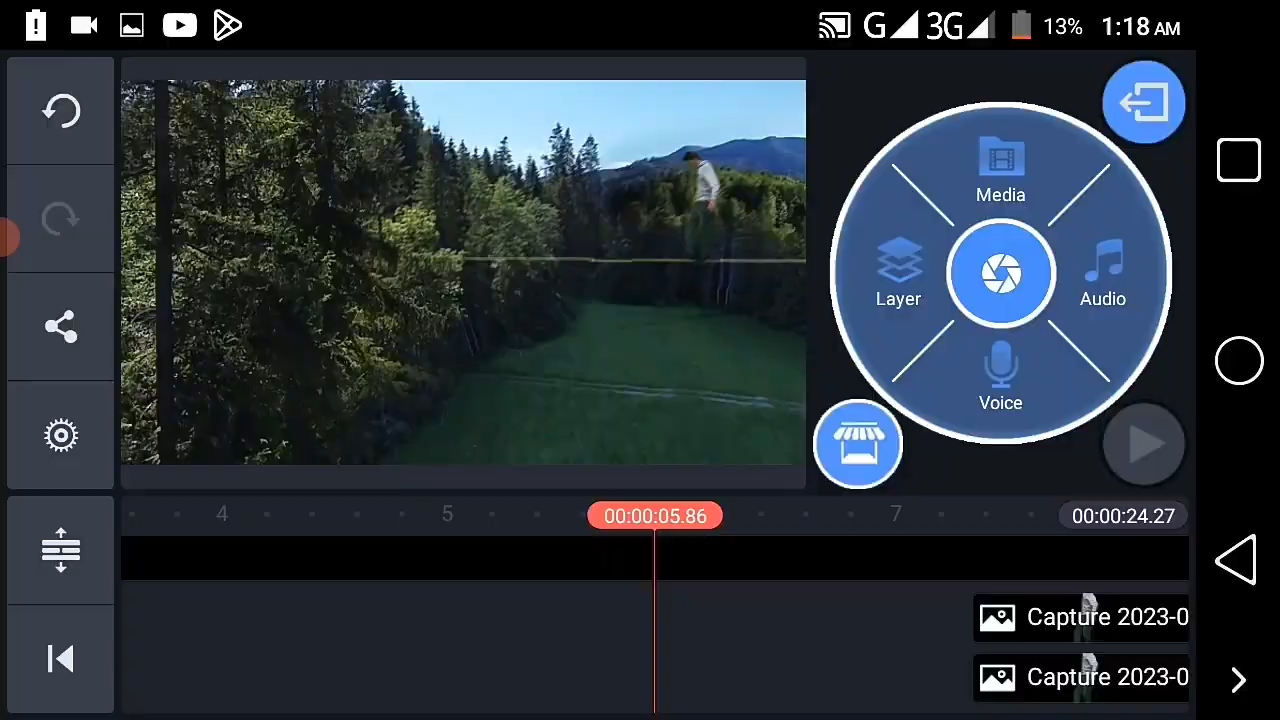 G 3G 13% 1:18 AM
Media
Layer
Audio
Voice
4 5 00:00:05.86 7 00:00:24.27
Capture 2023-0
Capture 2023-0